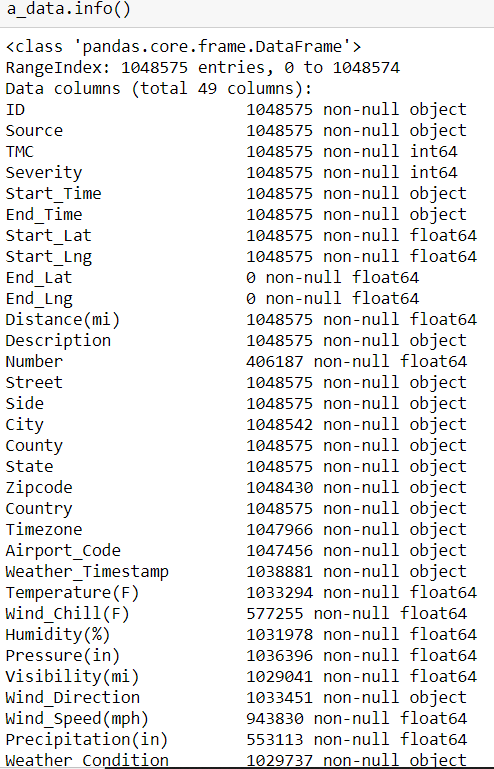 a_data.info()
<class 'pandas.core.frame.DataFrame'>
RangeIndex: 1048575 entries, 0 to 1048574
Data columns (total 49 columns):
ID 1048575 non-null object
Source 1048575 non-null object
TMC 1048575 non-null int64
Severity 1048575 non-null int64
Start_Time 1048575 non-null object
End_Time 1048575 non-null object
Start_Lat 1048575 non-null float64
Start_Lng 1048575 non-null float64
End_Lat 0 non-null float64
End_Lng 0 non-null float64
Distance(mi) 1048575 non-null float64
Description 1048575 non-null object
Number 406187 non-null float64
Street 1048575 non-null object
Side 1048575 non-null object
City 1048542 non-null object
County 1048575 non-null object
State 1048575 non-null object
Zipcode 1048430 non-null object
Country 1048575 non-null object
Timezone 1047966 non-null object
Airport_Code 1047456 non-null object
Weather_Timestamp 1038881 non-null object
Temperature(F) 1033294 non-null float64
Wind_Chill(F) 577255 non-null float64
Humidity(%) 1031978 non-null float64
Pressure(in) 1036396 non-null float64
Visibility(mi) 1029041 non-null float64
Wind_Direction 1033451 non-null object
Wind_Speed(mph) 943830 non-null float64
Precipitation(in) 553113 non-null float64
Weather_Condition 1029737 non-null object